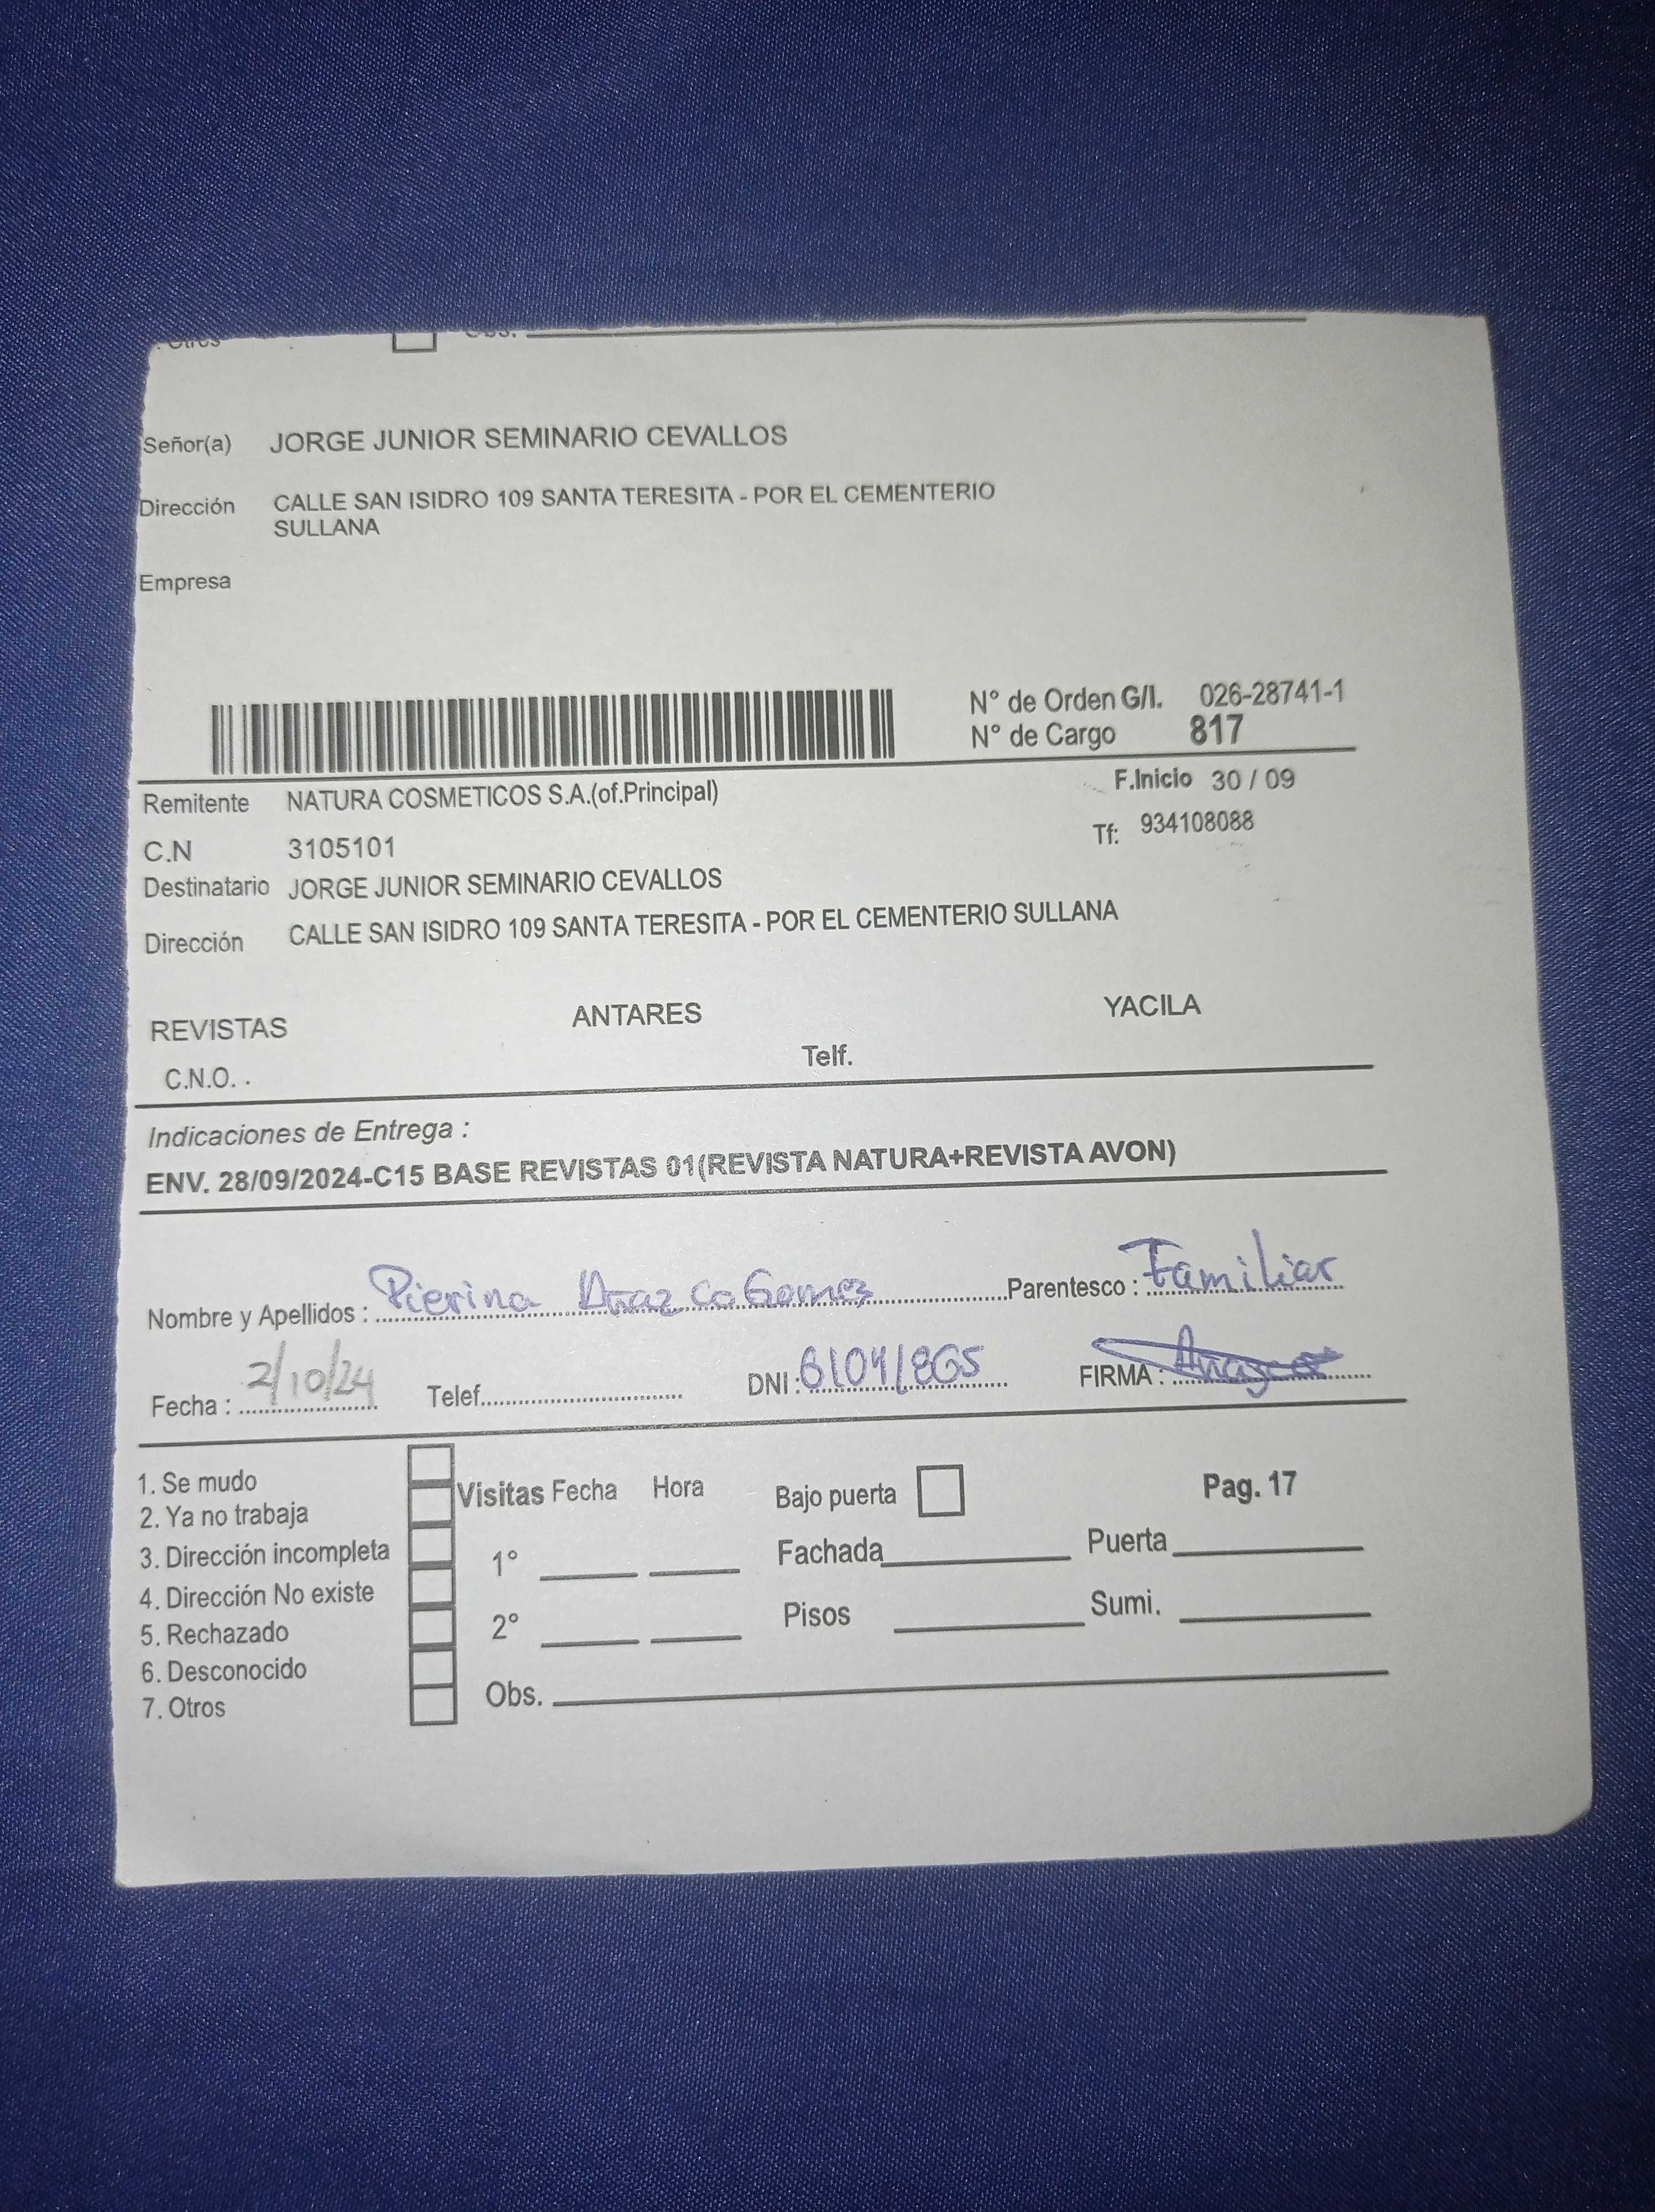 . Otros Obs.
Señor(a) JORGE JUNIOR SEMINARIO CEVALLOS
Dirección CALLE SAN ISIDRO 109 SANTA TERESITA - POR EL CEMENTERIO
SULLANA
Empresa
N° de Orden G/I. 026-28741-1
N° de Cargo 817
Remitente NATURA COSMETICOS S.A.(of.Principal) F.Inicio 30 / 09
C.N 3105101 Tf: 934108088
Destinatario JORGE JUNIOR SEMINARIO CEVALLOS
Dirección CALLE SAN ISIDRO 109 SANTA TERESITA - POR EL CEMENTERIO SULLANA
REVISTAS ANTARES YACILA
C.N.O. . Telf.
Indicaciones de Entrega :
ENV. 28/09/2024-C15 BASE REVISTAS 01(REVISTA NATURA+REVISTA AVON)
Nombre y Apellidos : Pierina Anazco Gomez Parentesco : Familiar
Fecha : 2/10/24 Telef. DNI : FIRMA :
1. Se mudo
2. Ya no trabaja
3. Dirección incompleta
4. Dirección No existe
5. Rechazado
6. Desconocido
7. Otros
Visitas Fecha Hora Bajo puerta Pag. 17
1° Fachada Puerta
2° Pisos Sumi.
Obs.